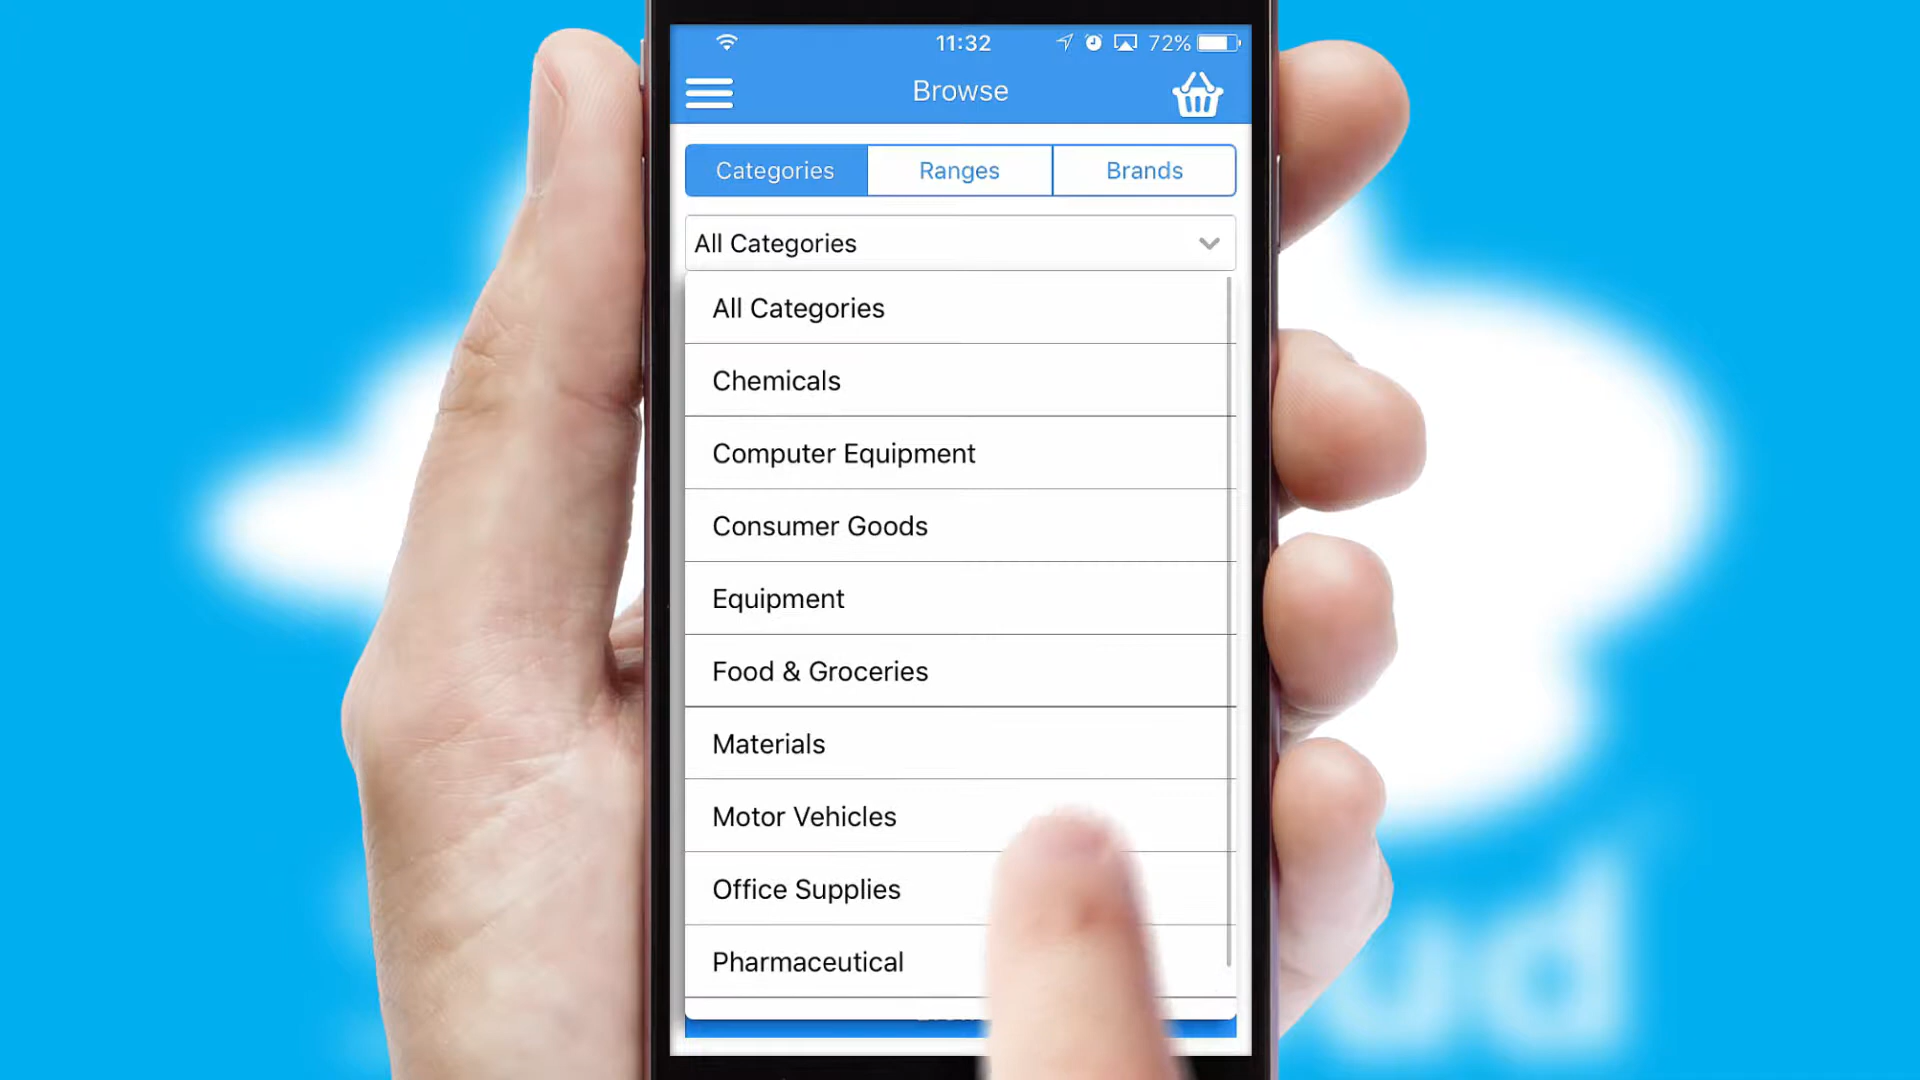 11:32
72%
Browse
Categories
Ranges
Brands
All Categories
All Categories
Chemicals
Computer Equipment
Consumer Goods
Equipment
Food & Groceries
Materials
Motor Vehicles
Office Supplies
Pharmaceutical
ud